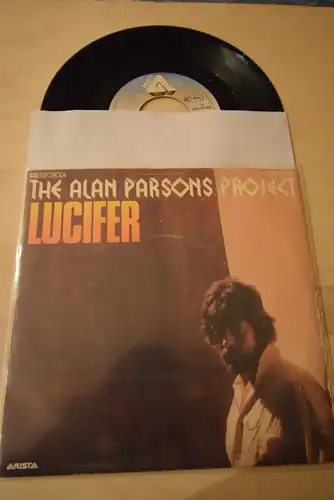 THE ALAN PARSONS PROJECT
LUCIFER
ARISTA